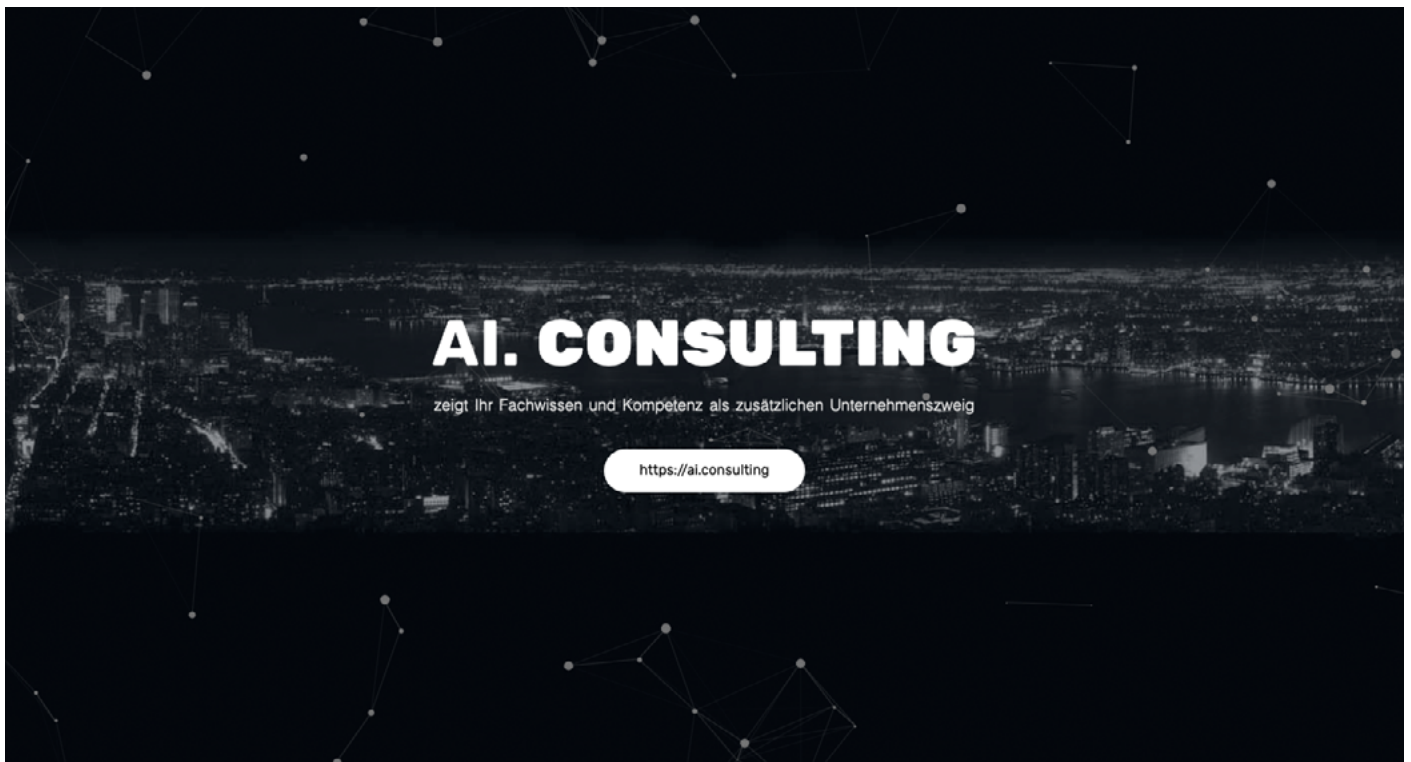 AI. CONSULTING
zeigt Ihr Fachwissen und Kompetenz als zusätzlichen Unternehmenszweig
https://ai.consulting